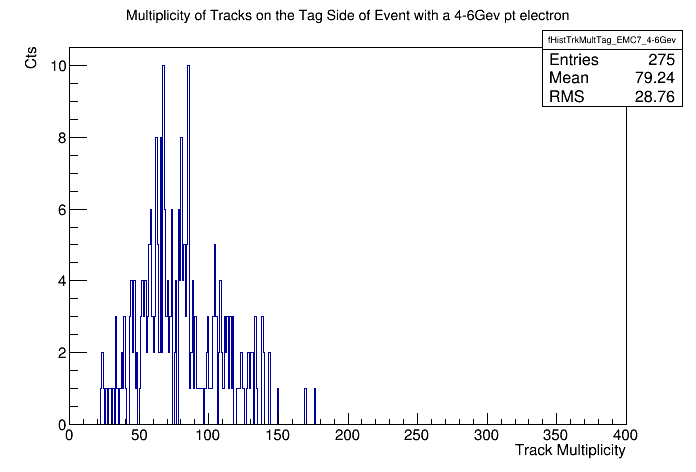 Multiplicity of Tracks on the Tag Side of Event with a 4-6Gev pt electron
fHistTrkMultTag_EMC7_4-6Gev
Entries 275
Mean 79.24
RMS 28.76
Cts
10
8
6
4
2
0
0 50 100 150 200 250 300 350 400
Track Multiplicity